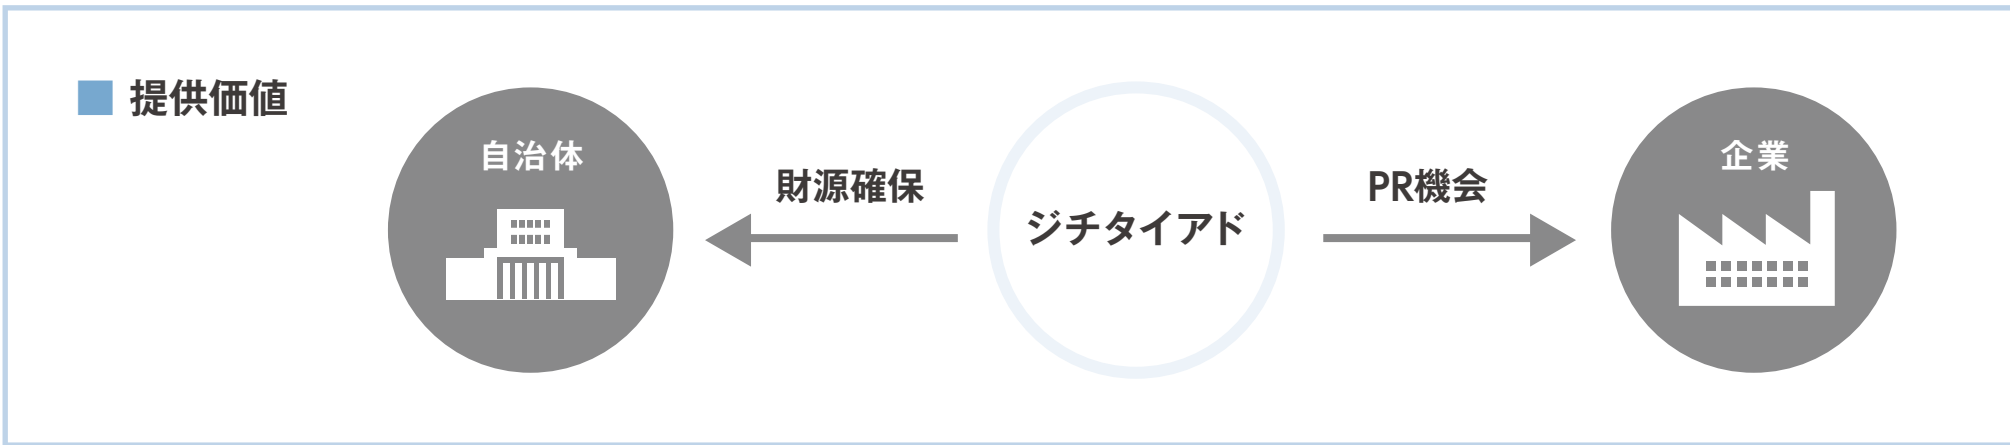 提供価値
自治体
財源確保
ジチタイアド
PR機会
企業